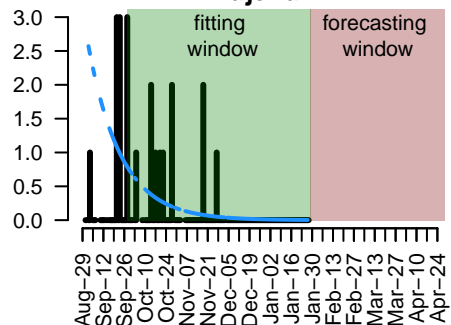 fitting
window
forecasting
window
3.0
2.5
2.0
1.5
1.0
0.5
0.0
Aug−29
Sep−12
Sep−26
Oct−10
Oct−24
Nov−07
Nov−21
Dec−05
Dec−19
Jan−02
Jan−16
Jan−30
Feb−13
Feb−27
Mar−13
Mar−27
Apr−10
Apr−24